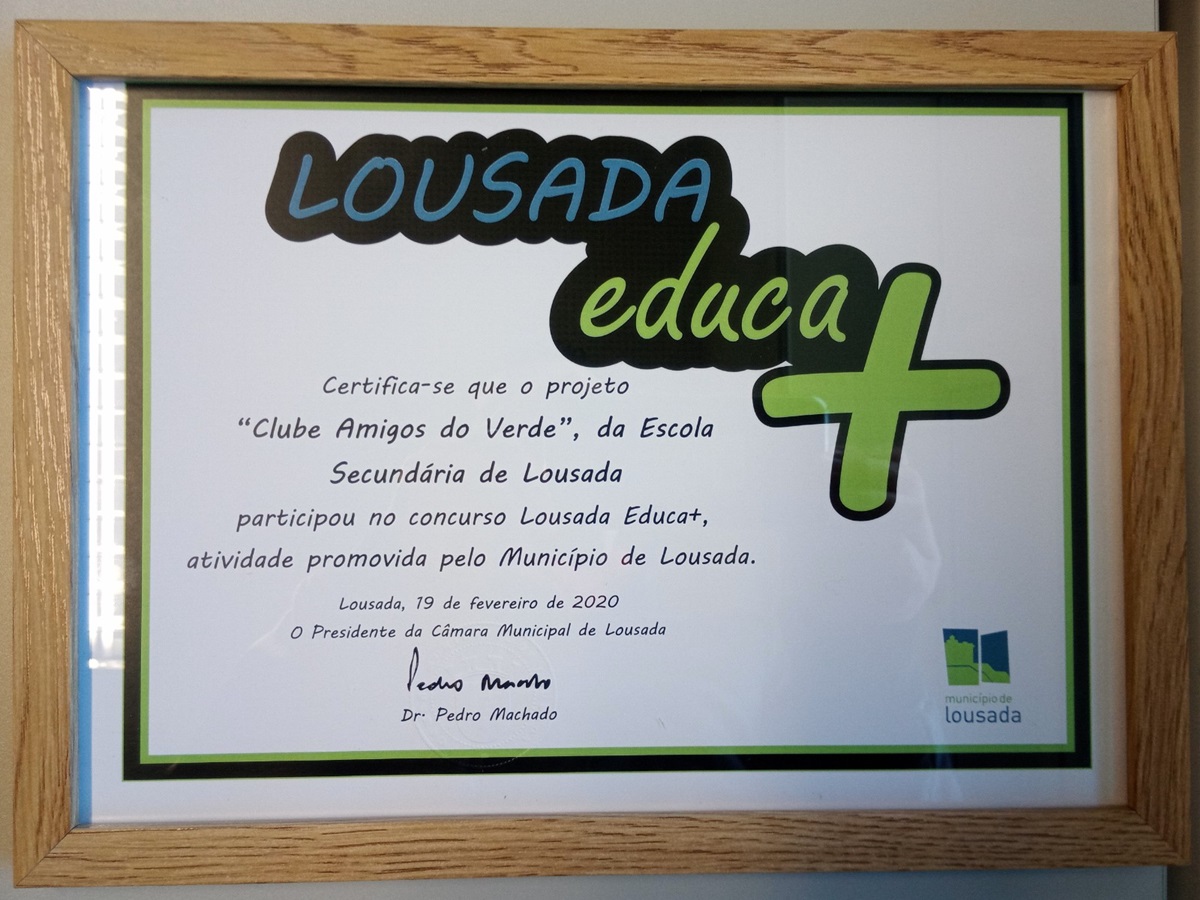 LOUSADA
educa
+
Certifica-se que o projeto
“Clube Amigos do Verde”, da Escola
Secundária de Lousada
participou no concurso Lousada Educa+,
atividade promovida pelo Município de Lousada.
Lousada, 19 de fevereiro de 2020
O Presidente da Câmara Municipal de Lousada
Pedro Machado
Dr. Pedro Machado
município de
lousada